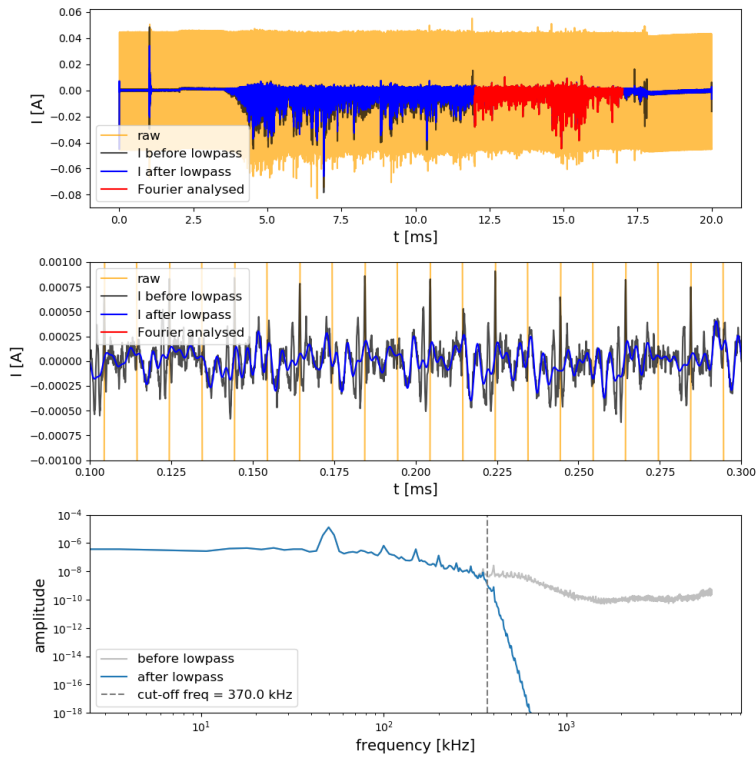 0.06
0.04
0.02
0.00
−0.02
−0.04
−0.06
−0.08
I [A]
raw
I before lowpass
I after lowpass
Fourier analysed
0.0 2.5 5.0 7.5 10.0 12.5 15.0 17.5 20.0
t [ms]
0.00100
0.00075
0.00050
0.00025
0.00000
−0.00025
−0.00050
−0.00075
−0.00100
I [A]
raw
I before lowpass
I after lowpass
Fourier analysed
0.100 0.125 0.150 0.175 0.200 0.225 0.250 0.275 0.300
t [ms]
10⁻⁴
10⁻⁶
10⁻⁸
10⁻¹⁰
10⁻¹²
10⁻¹⁴
10⁻¹⁶
10⁻¹⁸
amplitude
before lowpass
after lowpass
cut-off freq = 370.0 kHz
10¹ 10² 10³
frequency [kHz]